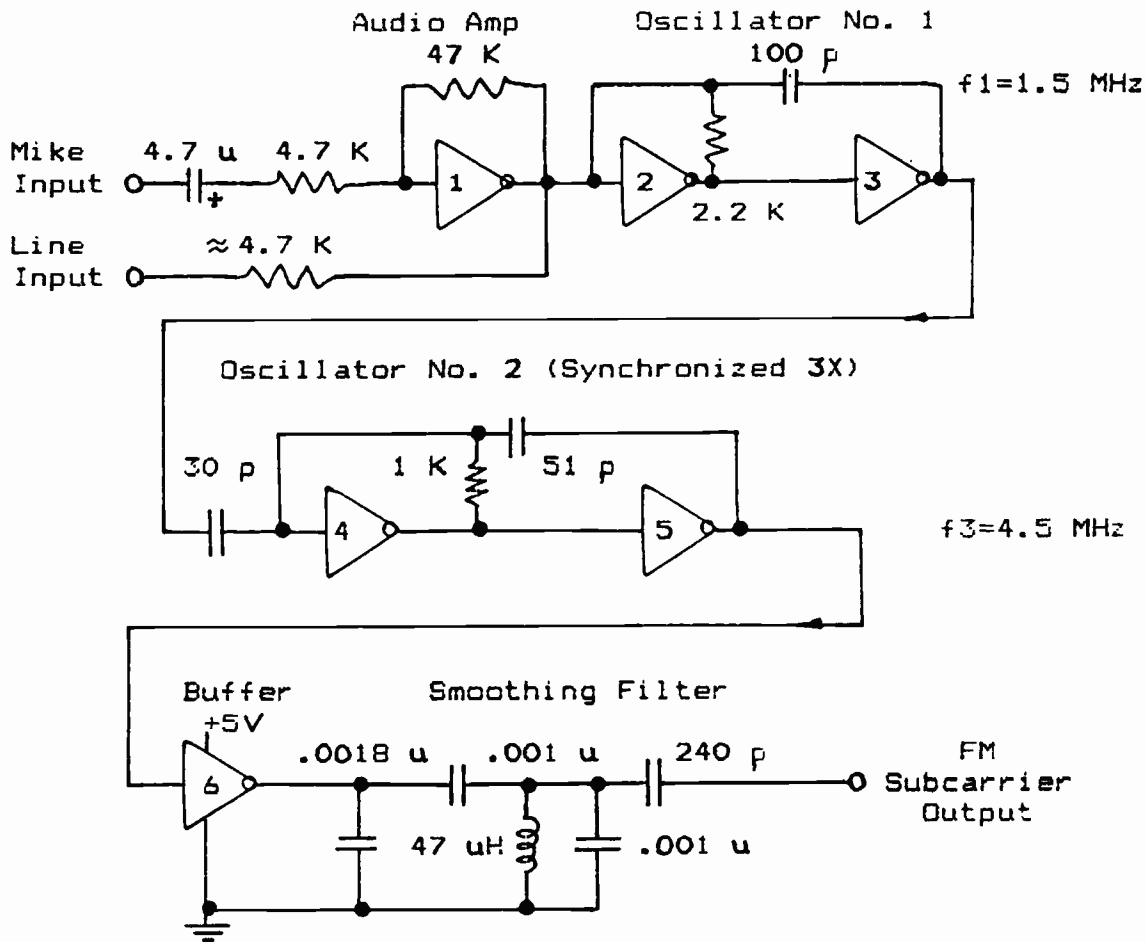 Audio Amp
47 K
Oscillator No. 1
100 p
f1=1.5 MHz
Mike
Input
4.7 u
4.7 K
1
2
3
2.2 K
Line
Input
≈ 4.7 K
Oscillator No. 2 (Synchronized 3X)
30 p
1 K
51 p
4
5
f3=4.5 MHz
Buffer
+5V
Smoothing Filter
6
.0018 u
.001 u
240 p
FM
Subcarrier
Output
47 uH
.001 u
+